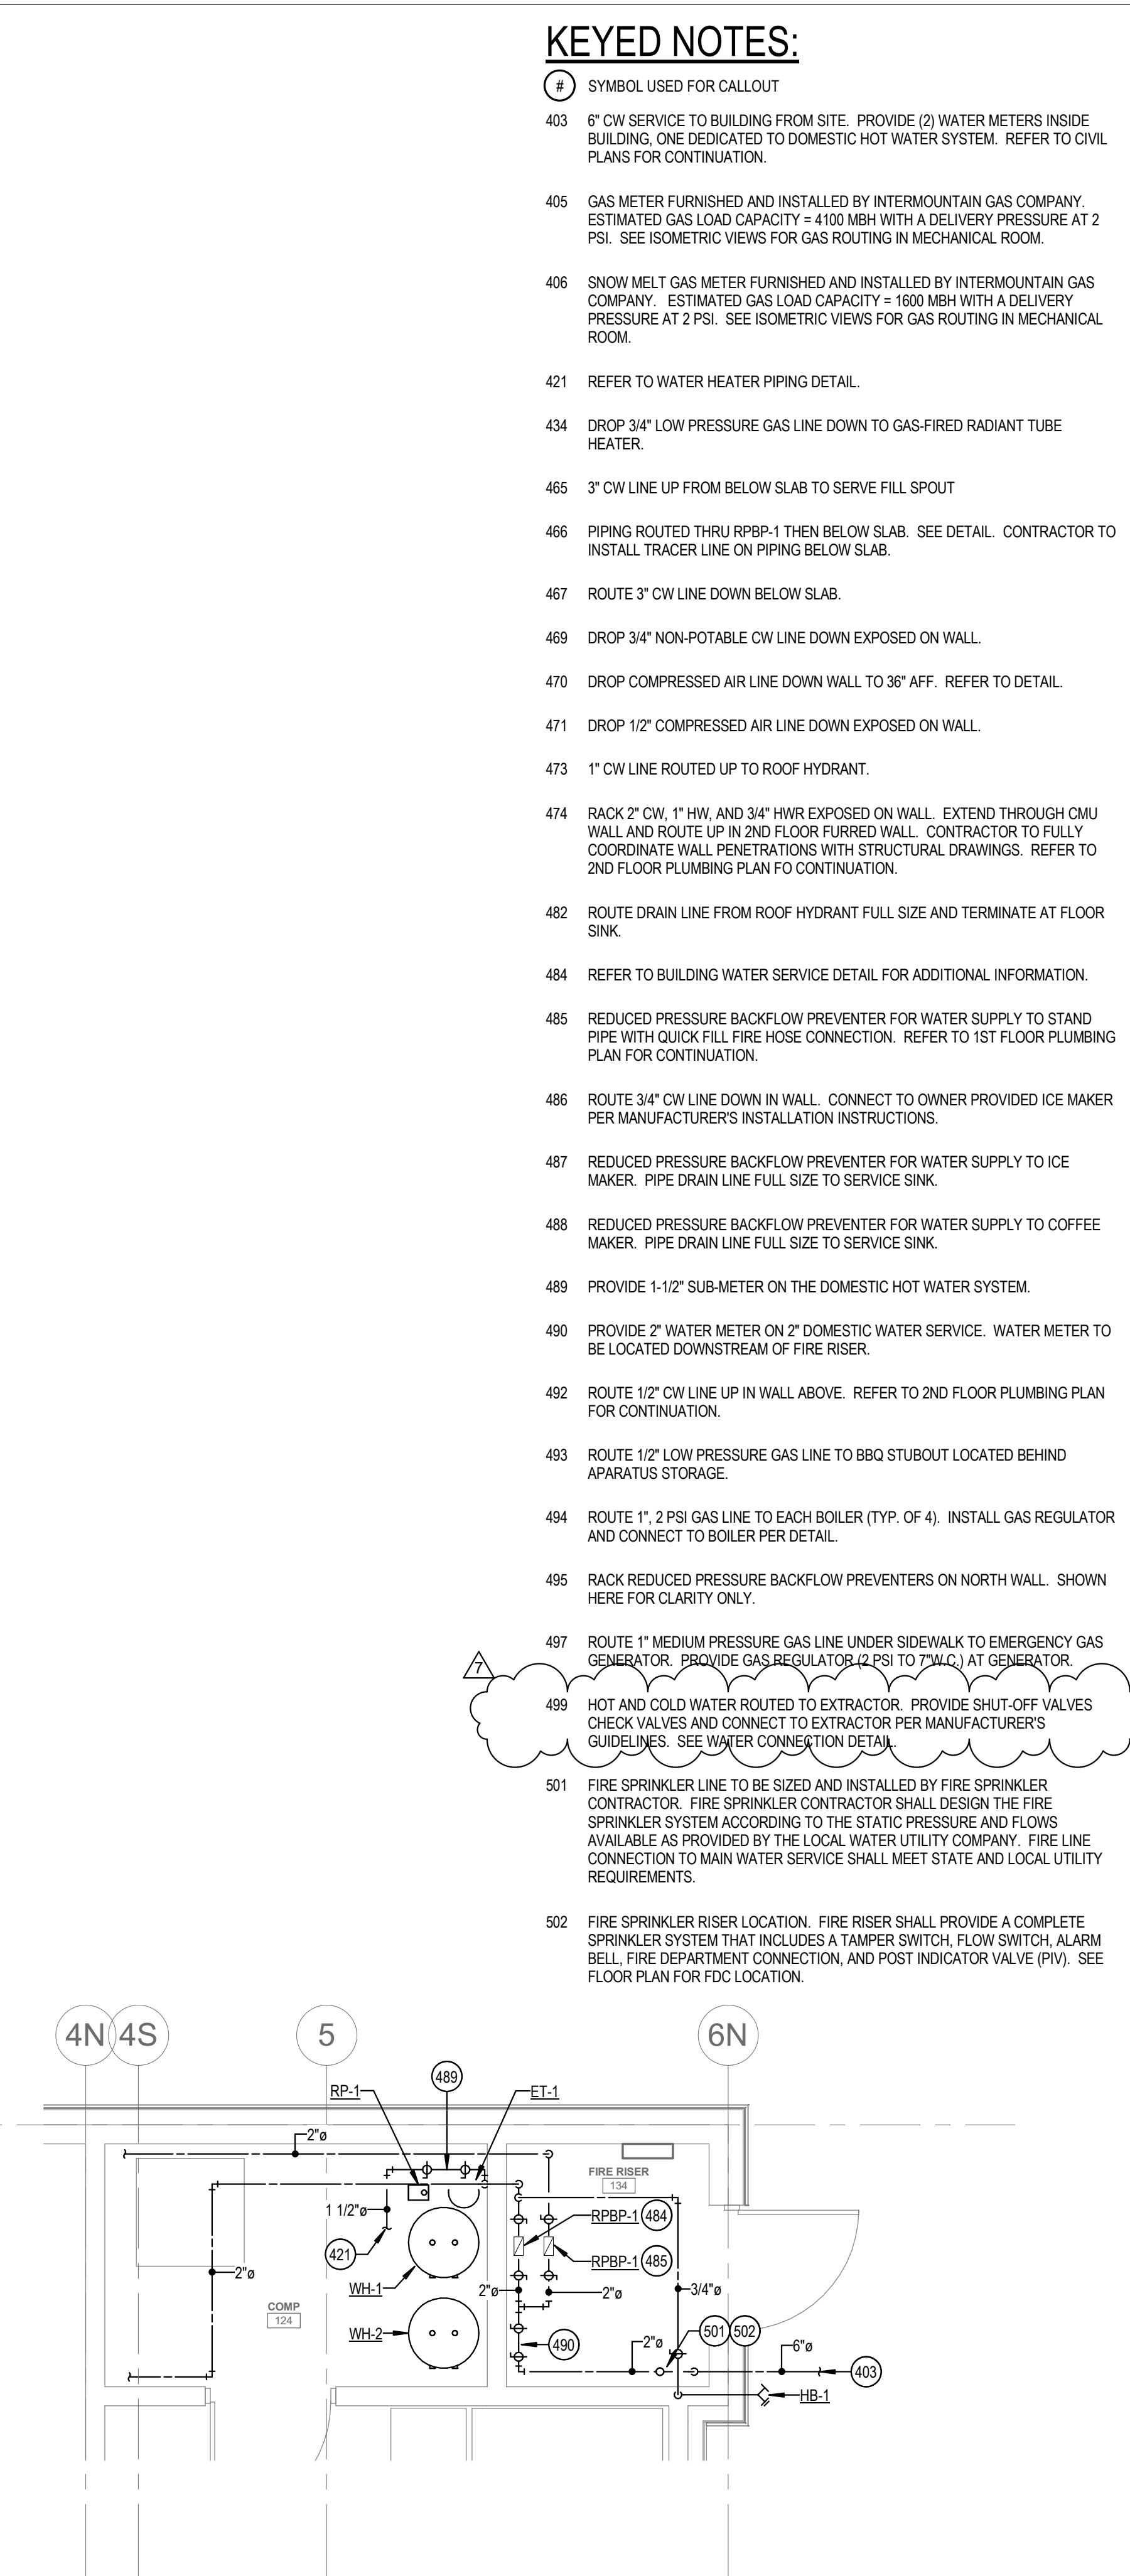 KEYED NOTES:
# SYMBOL USED FOR CALLOUT
403 6" CW SERVICE TO BUILDING FROM SITE. PROVIDE (2) WATER METERS INSIDE
BUILDING, ONE DEDICATED TO DOMESTIC HOT WATER SYSTEM. REFER TO CIVIL
PLANS FOR CONTINUATION.
405 GAS METER FURNISHED AND INSTALLED BY INTERMOUNTAIN GAS COMPANY.
ESTIMATED GAS LOAD CAPACITY = 4100 MBH WITH A DELIVERY PRESSURE AT 2
PSI. SEE ISOMETRIC VIEWS FOR GAS ROUTING IN MECHANICAL ROOM.
406 SNOW MELT GAS METER FURNISHED AND INSTALLED BY INTERMOUNTAIN GAS
COMPANY. ESTIMATED GAS LOAD CAPACITY = 1600 MBH WITH A DELIVERY
PRESSURE AT 2 PSI. SEE ISOMETRIC VIEWS FOR GAS ROUTING IN MECHANICAL
ROOM.
421 REFER TO WATER HEATER PIPING DETAIL.
434 DROP 3/4" LOW PRESSURE GAS LINE DOWN TO GAS-FIRED RADIANT TUBE
HEATER.
465 3" CW LINE UP FROM BELOW SLAB TO SERVE FILL SPOUT
466 PIPING ROUTED THRU RPBP-1 THEN BELOW SLAB. SEE DETAIL. CONTRACTOR TO
INSTALL TRACER LINE ON PIPING BELOW SLAB.
467 ROUTE 3" CW LINE DOWN BELOW SLAB.
469 DROP 3/4" NON-POTABLE CW LINE DOWN EXPOSED ON WALL.
470 DROP COMPRESSED AIR LINE DOWN WALL TO 36" AFF. REFER TO DETAIL.
471 DROP 1/2" COMPRESSED AIR LINE DOWN EXPOSED ON WALL.
473 1" CW LINE ROUTED UP TO ROOF HYDRANT.
474 RACK 2" CW, 1" HW, AND 3/4" HWR EXPOSED ON WALL. EXTEND THROUGH CMU
WALL AND ROUTE UP IN 2ND FLOOR FURRED WALL. CONTRACTOR TO FULLY
COORDINATE WALL PENETRATIONS WITH STRUCTURAL DRAWINGS. REFER TO
2ND FLOOR PLUMBING PLAN FO CONTINUATION.
482 ROUTE DRAIN LINE FROM ROOF HYDRANT FULL SIZE AND TERMINATE AT FLOOR
SINK.
484 REFER TO BUILDING WATER SERVICE DETAIL FOR ADDITIONAL INFORMATION.
485 REDUCED PRESSURE BACKFLOW PREVENTER FOR WATER SUPPLY TO STAND
PIPE WITH QUICK FILL FIRE HOSE CONNECTION. REFER TO 1ST FLOOR PLUMBING
PLAN FOR CONTINUATION.
486 ROUTE 3/4" CW LINE DOWN IN WALL. CONNECT TO OWNER PROVIDED ICE MAKER
PER MANUFACTURER'S INSTALLATION INSTRUCTIONS.
487 REDUCED PRESSURE BACKFLOW PREVENTER FOR WATER SUPPLY TO ICE
MAKER. PIPE DRAIN LINE FULL SIZE TO SERVICE SINK.
488 REDUCED PRESSURE BACKFLOW PREVENTER FOR WATER SUPPLY TO COFFEE
MAKER. PIPE DRAIN LINE FULL SIZE TO SERVICE SINK.
489 PROVIDE 1-1/2" SUB-METER ON THE DOMESTIC HOT WATER SYSTEM.
490 PROVIDE 2" WATER METER ON 2" DOMESTIC WATER SERVICE. WATER METER TO
BE LOCATED DOWNSTREAM OF FIRE RISER.
492 ROUTE 1/2" CW LINE UP IN WALL ABOVE. REFER TO 2ND FLOOR PLUMBING PLAN
FOR CONTINUATION.
493 ROUTE 1/2" LOW PRESSURE GAS LINE TO BBQ STUBOUT LOCATED BEHIND
APARATUS STORAGE.
494 ROUTE 1", 2 PSI GAS LINE TO EACH BOILER (TYP. OF 4). INSTALL GAS REGULATOR
AND CONNECT TO BOILER PER DETAIL.
495 RACK REDUCED PRESSURE BACKFLOW PREVENTERS ON NORTH WALL. SHOWN
HERE FOR CLARITY ONLY.
497 ROUTE 1" MEDIUM PRESSURE GAS LINE UNDER SIDEWALK TO EMERGENCY GAS
GENERATOR. PROVIDE GAS REGULATOR (2 PSI TO 7"W.C.) AT GENERATOR.
7
499 HOT AND COLD WATER ROUTED TO EXTRACTOR. PROVIDE SHUT-OFF VALVES
CHECK VALVES AND CONNECT TO EXTRACTOR PER MANUFACTURER'S
GUIDELINES. SEE WATER CONNECTION DETAIL.
501 FIRE SPRINKLER LINE TO BE SIZED AND INSTALLED BY FIRE SPRINKLER
CONTRACTOR. FIRE SPRINKLER CONTRACTOR SHALL DESIGN THE FIRE
SPRINKLER SYSTEM ACCORDING TO THE STATIC PRESSURE AND FLOWS
AVAILABLE AS PROVIDED BY THE LOCAL WATER UTILITY COMPANY. FIRE LINE
CONNECTION TO MAIN WATER SERVICE SHALL MEET STATE AND LOCAL UTILITY
REQUIREMENTS.
502 FIRE SPRINKLER RISER LOCATION. FIRE RISER SHALL PROVIDE A COMPLETE
SPRINKLER SYSTEM THAT INCLUDES A TAMPER SWITCH, FLOW SWITCH, ALARM
BELL, FIRE DEPARTMENT CONNECTION, AND POST INDICATOR VALVE (PIV). SEE
FLOOR PLAN FOR FDC LOCATION.
4N 4S 5 6N
489
RP-1 ET-1
2"ø
FIRE RISER
134
1 1/2"ø
RPBP-1 484
421
RPBP-1 485
2"ø
WH-1
2"ø
2"ø
3/4"ø
COMP
124
WH-2
501 502
490
2"ø
6"ø
403
HB-1